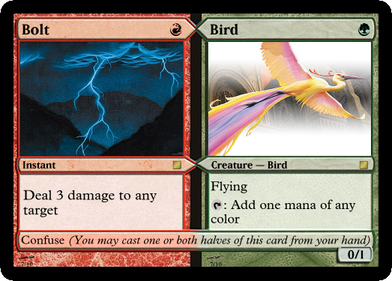 Bolt
Instant
Deal 3 damage to any
target
Bird
Creature — Bird
Flying
: Add one mana of any
color
Confuse (You may cast one or both halves of this card from your hand)
0/1